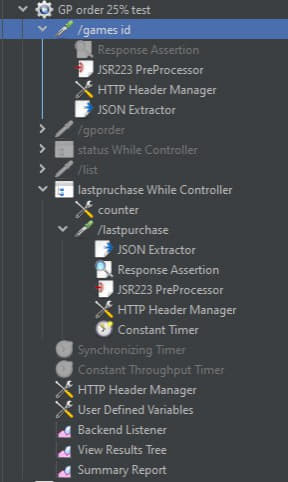 GP order 25% test
/games id
Response Assertion
JSR223 PreProcessor
HTTP Header Manager
JSON Extractor
/gporder
status While Controller
/list
lastpruchase While Controller
counter
/lastpurchase
JSON Extractor
Response Assertion
JSR223 PreProcessor
HTTP Header Manager
Constant Timer
Synchronizing Timer
Constant Throughput Timer
HTTP Header Manager
User Defined Variables
Backend Listener
View Results Tree
Summary Report